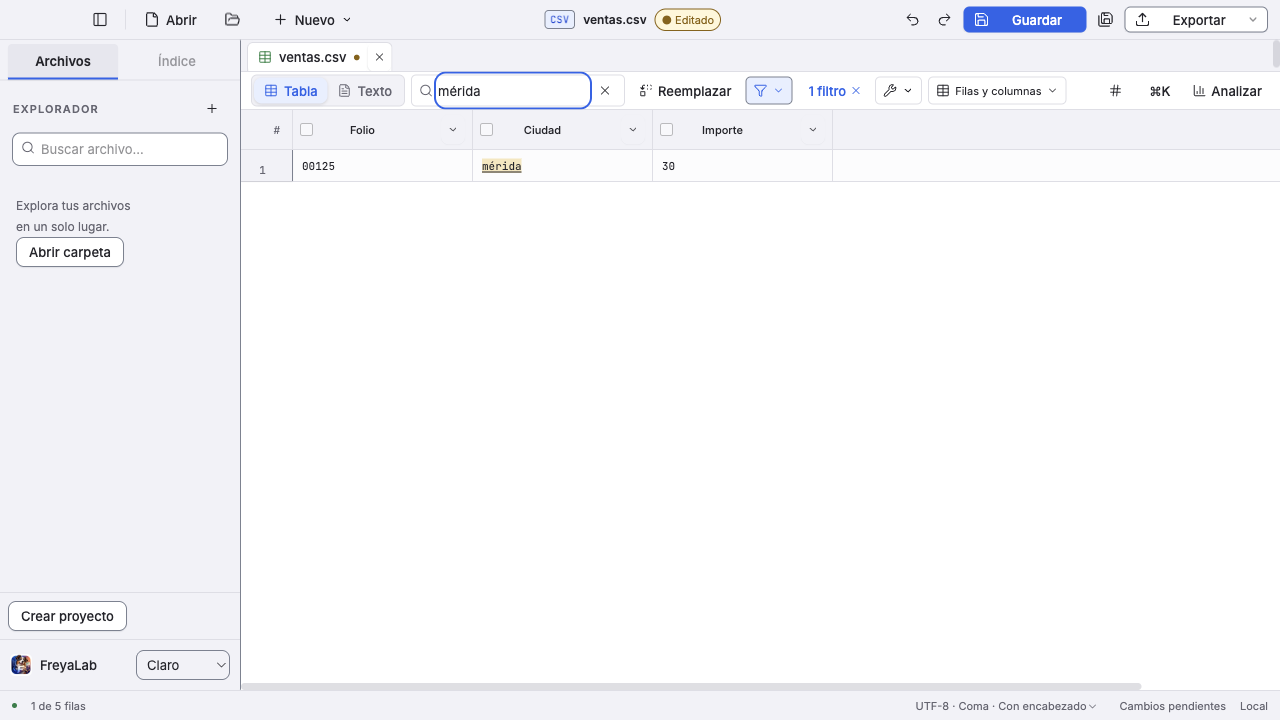 Abrir
Nuevo
CSV ventas.csv Editado
Guardar
Exportar
Archivos
Índice
ventas.csv
EXPLORADOR
Buscar archivo...
Explora tus archivos
en un solo lugar.
Abrir carpeta
Tabla
Texto
mérida
Reemplazar
1 filtro
Filas y columnas
#
⌘K
Analizar
# Folio Ciudad Importe
1 00125 mérida 30
Crear proyecto
FreyaLab
Claro
1 de 5 filas
UTF-8 · Coma · Con encabezado
Cambios pendientes
Local